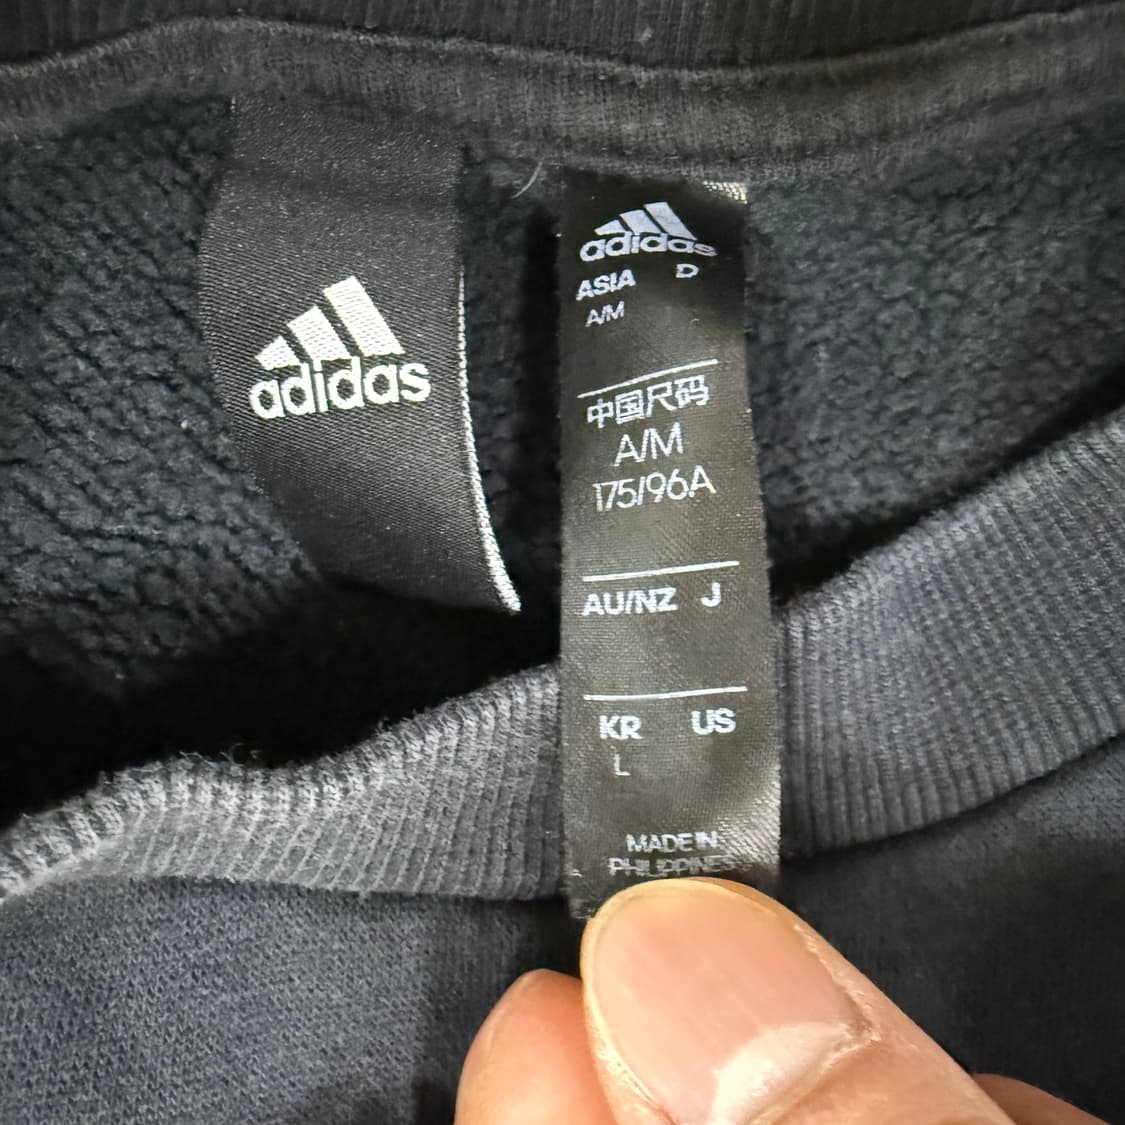 adidas
adidas
ASIA D
A/M
中国尺码
A/M
175/96A
AU/NZ J
KR US
L
MADE IN
PHILIPPINES